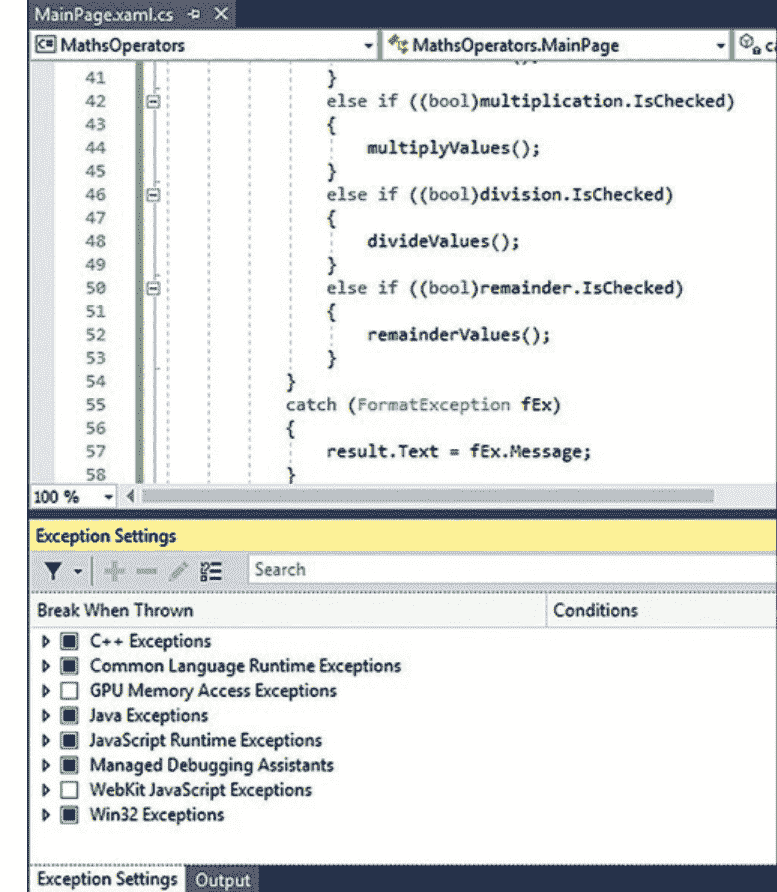 MainPage.xaml.cs
MathsOperators MathsOperators.MainPage
41 }
42 else if ((bool)multiplication.IsChecked)
43 {
44 multiplyValues();
45 }
46 else if ((bool)division.IsChecked)
47 {
48 divideValues();
49 }
50 else if ((bool)remainder.IsChecked)
51 {
52 remainderValues();
53 }
54 }
55 catch (FormatException fEx)
56 {
57 result.Text = fEx.Message;
58 }
100 %
Exception Settings
Search
Break When Thrown Conditions
C++ Exceptions
Common Language Runtime Exceptions
GPU Memory Access Exceptions
Java Exceptions
JavaScript Runtime Exceptions
Managed Debugging Assistants
WebKit JavaScript Exceptions
Win32 Exceptions
Exception Settings Output